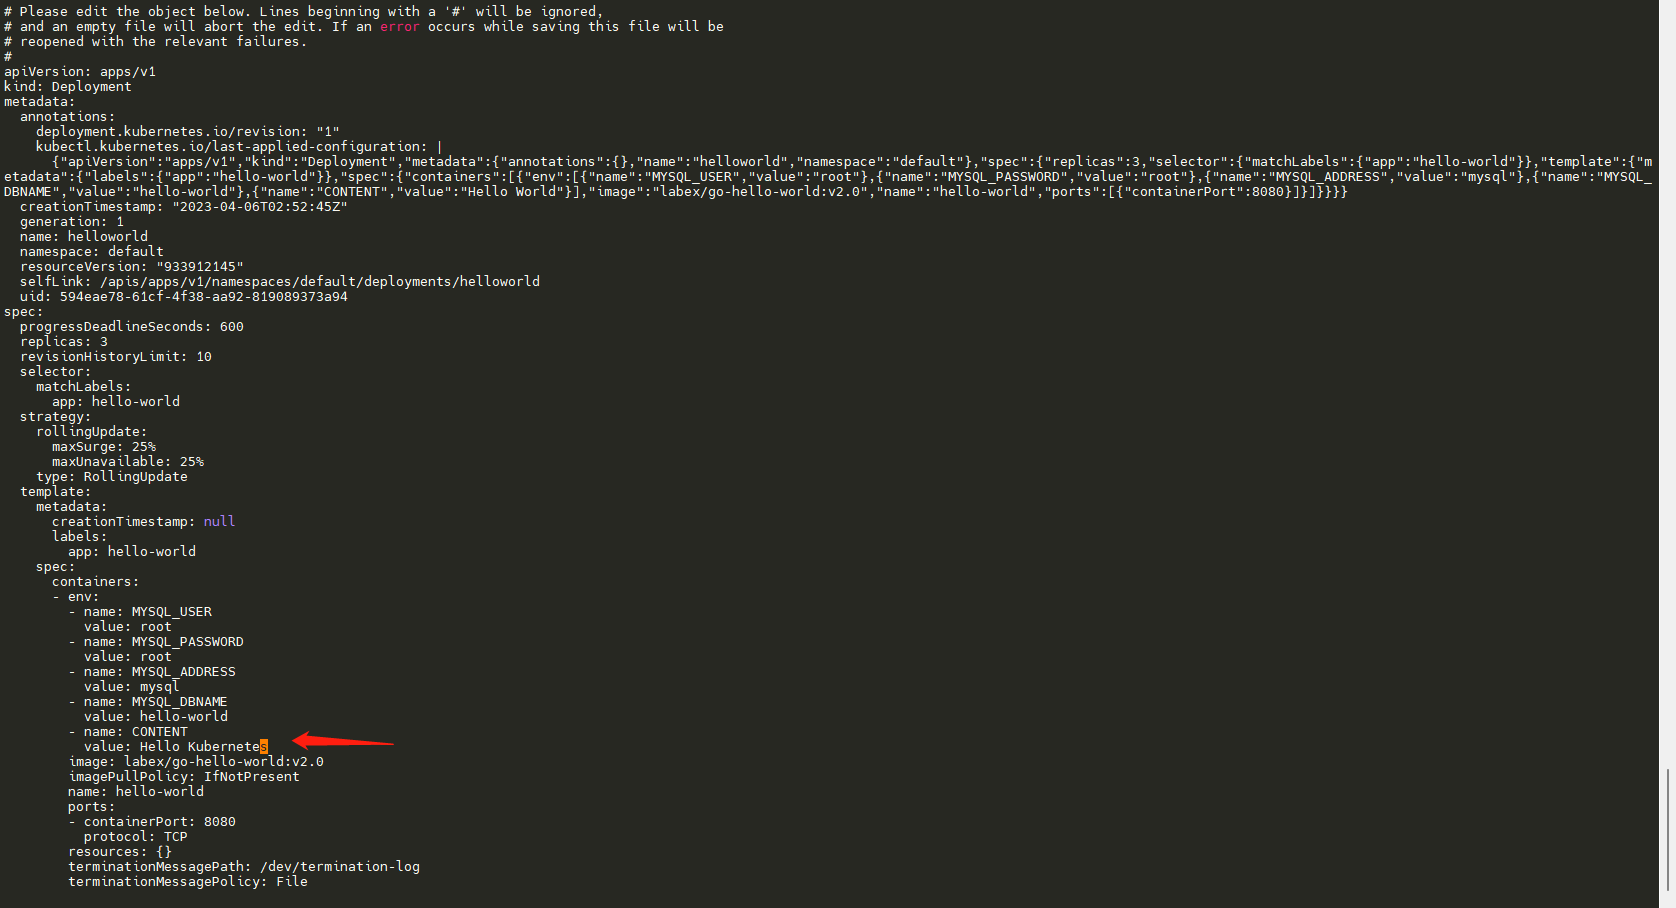 # Please edit the object below. Lines beginning with a '#' will be ignored,
# and an empty file will abort the edit. If an error occurs while saving this file will be
# reopened with the relevant failures.
#
apiVersion: apps/v1
kind: Deployment
metadata:
  annotations:
    deployment.kubernetes.io/revision: "1"
    kubectl.kubernetes.io/last-applied-configuration: |
      {"apiVersion":"apps/v1","kind":"Deployment","metadata":{"annotations":{},"name":"helloworld","namespace":"default"},"spec":{"replicas":3,"selector":{"matchLabels":{"app":"hello-world"}},"template":{"m
etadata":{"labels":{"app":"hello-world"}},"spec":{"containers":[{"env":[{"name":"MYSQL_USER","value":"root"},{"name":"MYSQL_PASSWORD","value":"root"},{"name":"MYSQL_ADDRESS","value":"mysql"},{"name":"MYSQL_
DBNAME","value":"hello-world"},{"name":"CONTENT","value":"Hello World"}],"image":"labex/go-hello-world:v2.0","name":"hello-world","ports":[{"containerPort":8080}]}]}}}}
  creationTimestamp: "2023-04-06T02:52:45Z"
  generation: 1
  name: helloworld
  namespace: default
  resourceVersion: "933912145"
  selfLink: /apis/apps/v1/namespaces/default/deployments/helloworld
  uid: 594eae78-61cf-4f38-aa92-819089373a94
spec:
  progressDeadlineSeconds: 600
  replicas: 3
  revisionHistoryLimit: 10
  selector:
    matchLabels:
      app: hello-world
  strategy:
    rollingUpdate:
      maxSurge: 25%
      maxUnavailable: 25%
    type: RollingUpdate
  template:
    metadata:
      creationTimestamp: null
      labels:
        app: hello-world
    spec:
      containers:
      - env:
        - name: MYSQL_USER
          value: root
        - name: MYSQL_PASSWORD
          value: root
        - name: MYSQL_ADDRESS
          value: mysql
        - name: MYSQL_DBNAME
          value: hello-world
        - name: CONTENT
          value: Hello Kubernetes
        image: labex/go-hello-world:v2.0
        imagePullPolicy: IfNotPresent
        name: hello-world
        ports:
        - containerPort: 8080
          protocol: TCP
        resources: {}
        terminationMessagePath: /dev/termination-log
        terminationMessagePolicy: File